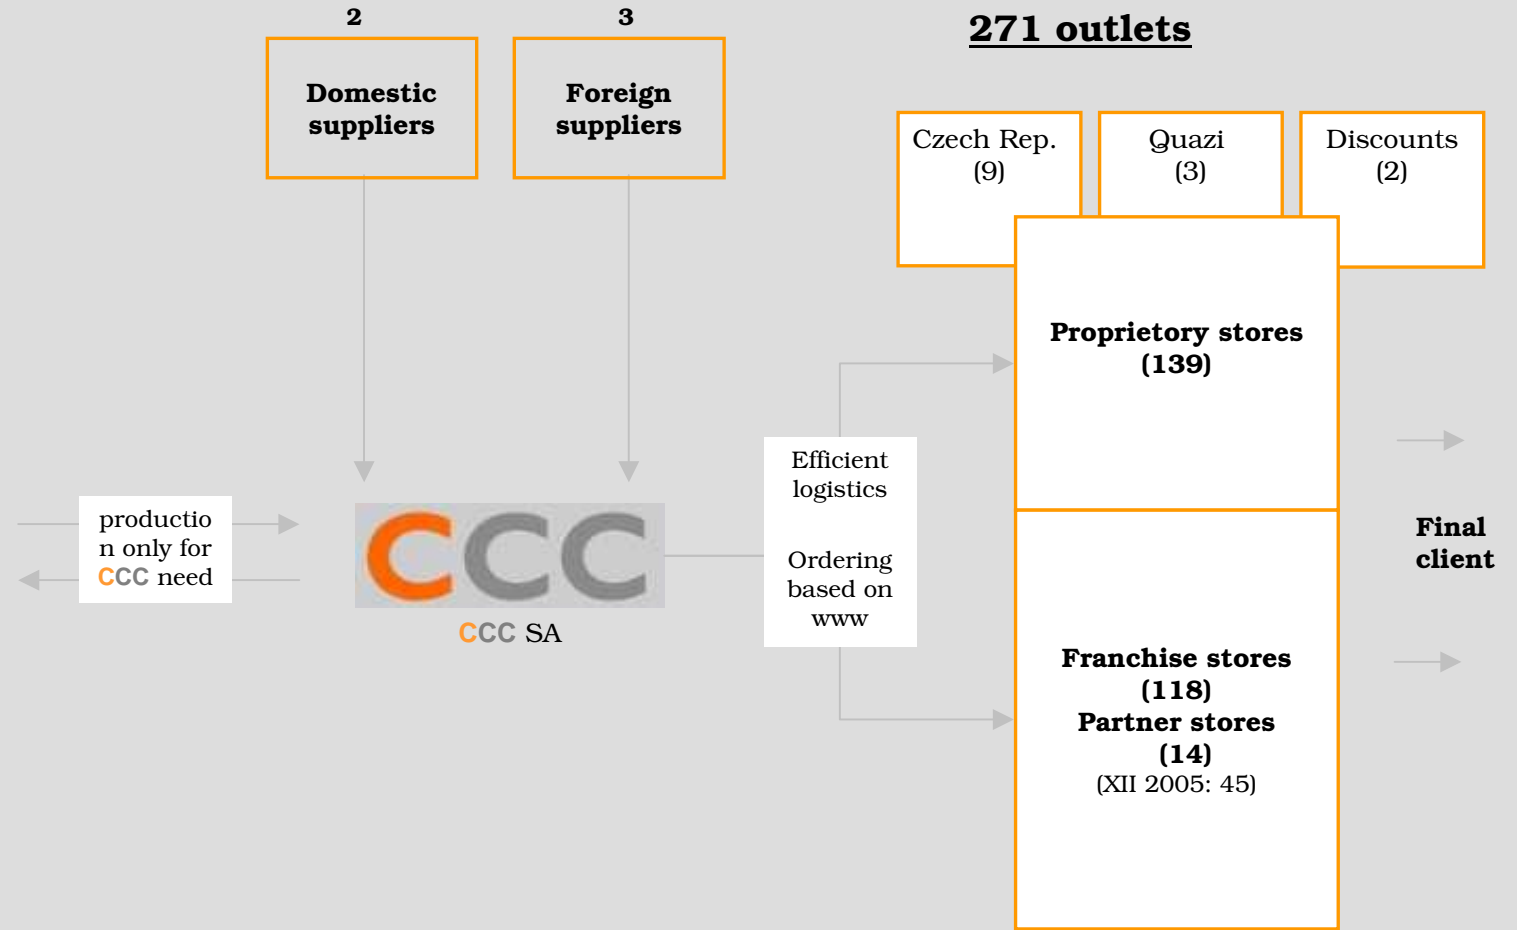 2
3
271 outlets
Domestic
suppliers
Foreign
suppliers
Czech Rep.
(9)
Quazi
(3)
Discounts
(2)
Proprietory stores
(139)
Efficient
logistics
Ordering
based on
www
productio
n only for
CCC need
CCC
CCC SA
Final
client
Franchise stores
(118)
Partner stores
(14)
(XII 2005: 45)